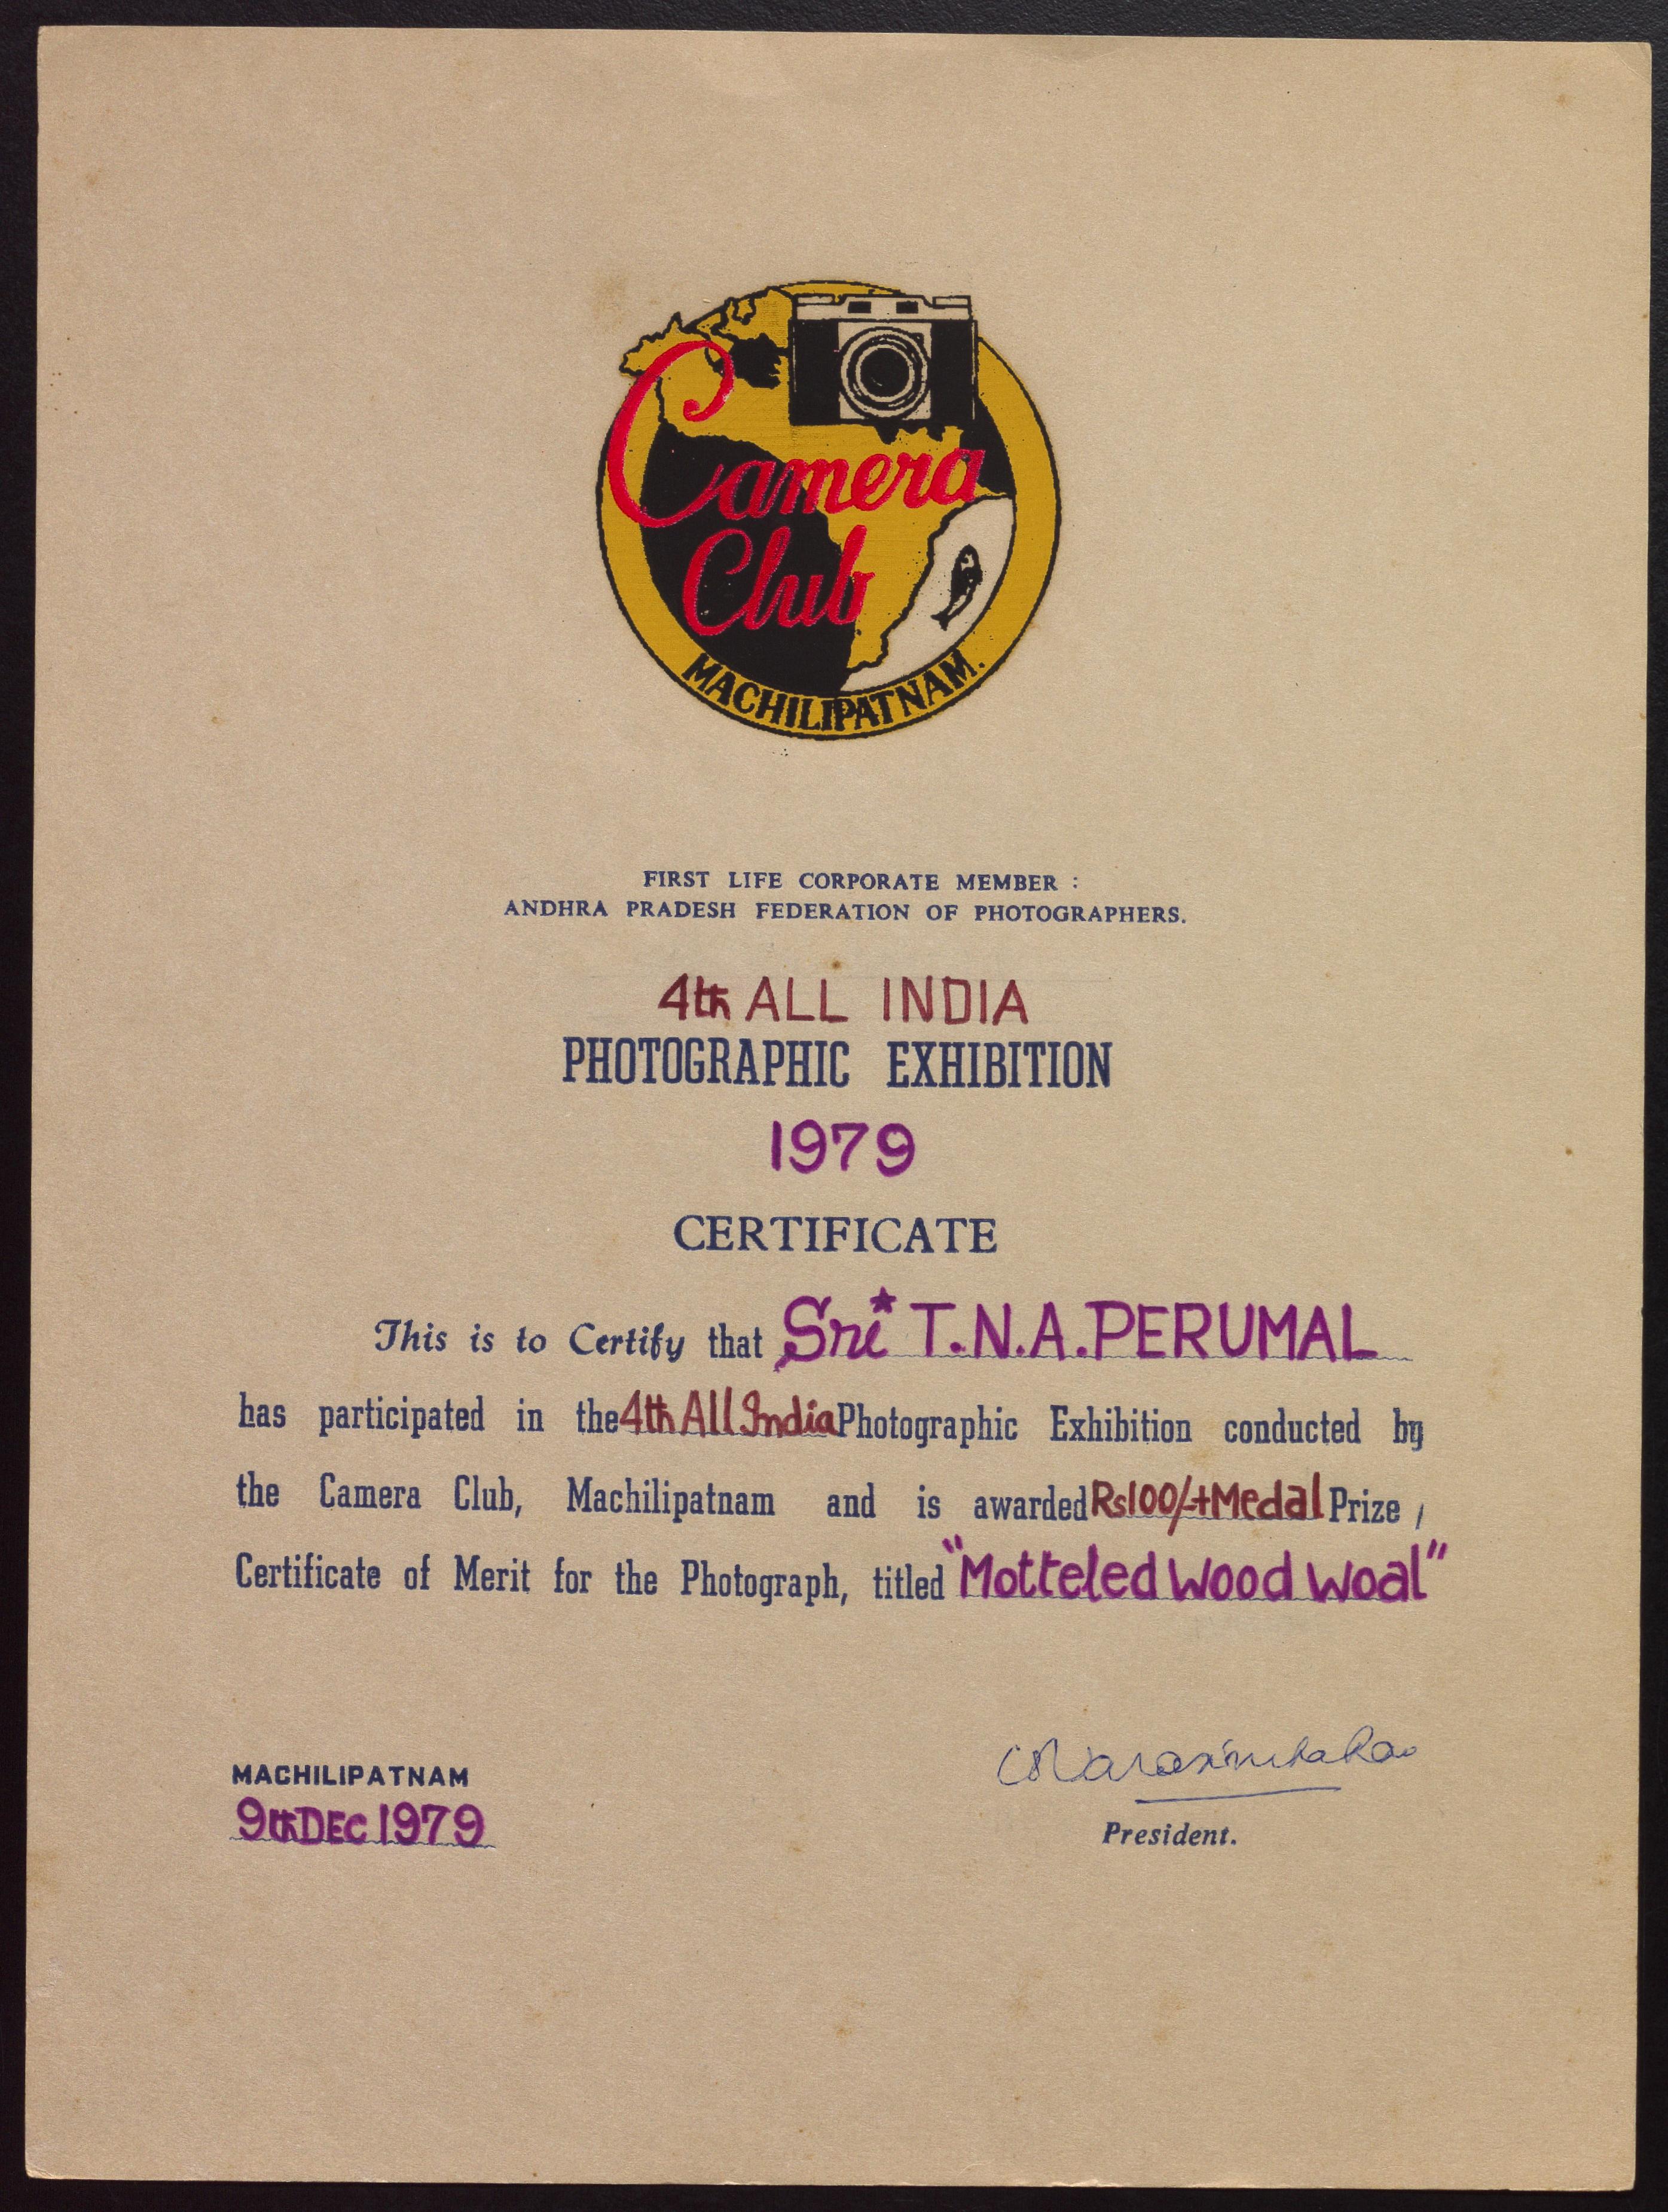 Camera
Club
MACHILIPATNAM.
FIRST LIFE CORPORATE MEMBER :
ANDHRA PRADESH FEDERATION OF PHOTOGRAPHERS.
4th ALL INDIA
PHOTOGRAPHIC EXHIBITION
1979
CERTIFICATE
This is to Certify that Sri T.N.A.PERUMAL
has participated in the 4th All India Photographic Exhibition conducted by
the Camera Club, Machilipatnam and is awarded Rs100/-+Medal Prize /
Certificate of Merit for the Photograph, titled "Motteled Wood Woal"
MACHILIPATNAM
9th DEC 1979
President.